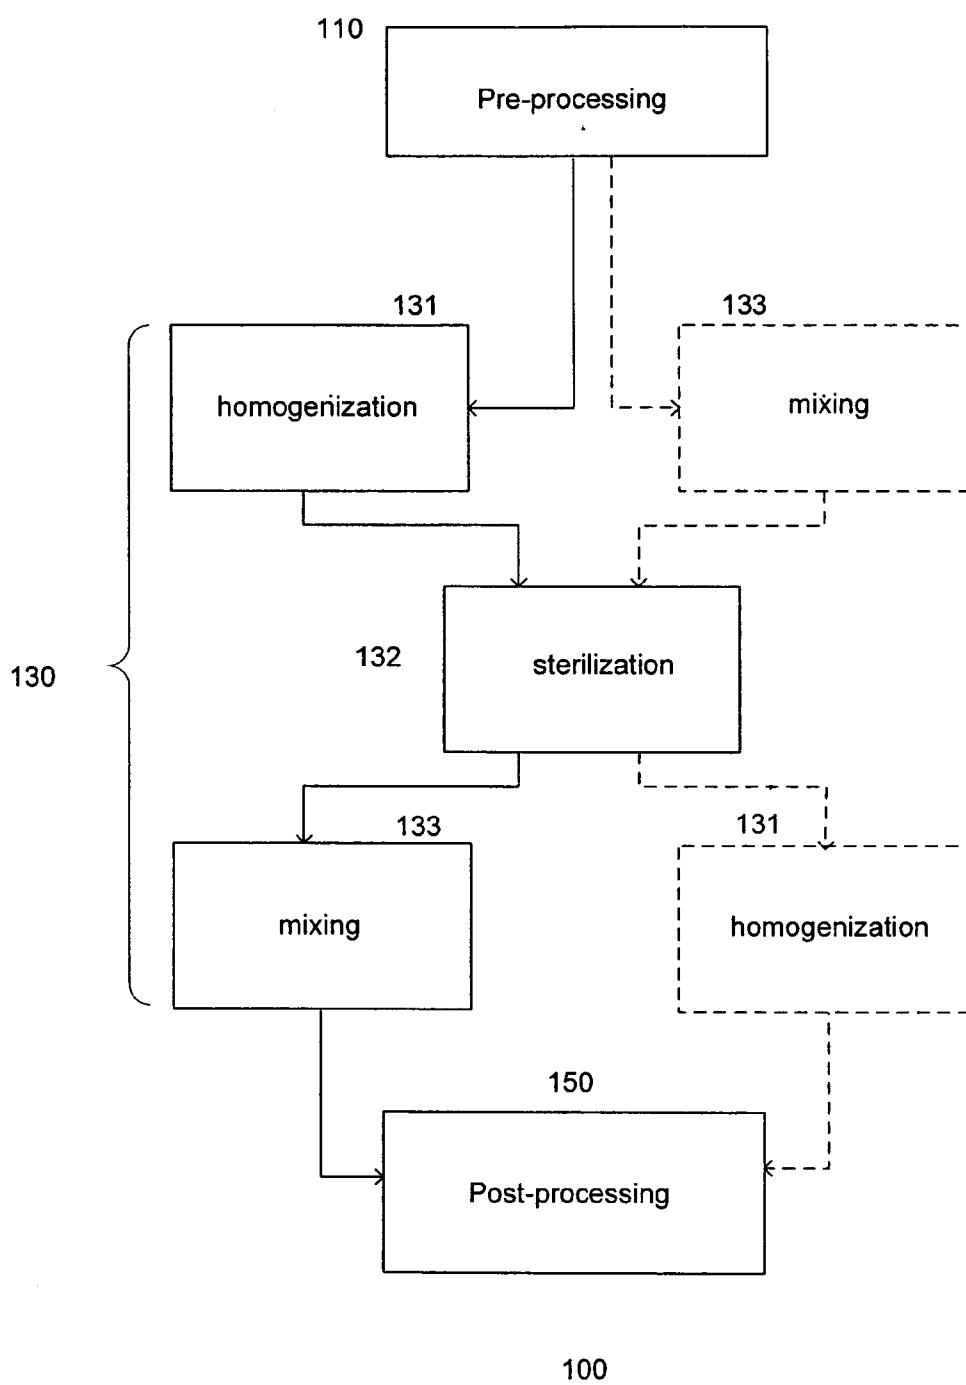 110
Pre-processing
131
133
homogenization
mixing
132
sterilization
130
133
131
mixing
homogenization
150
Post-processing
100